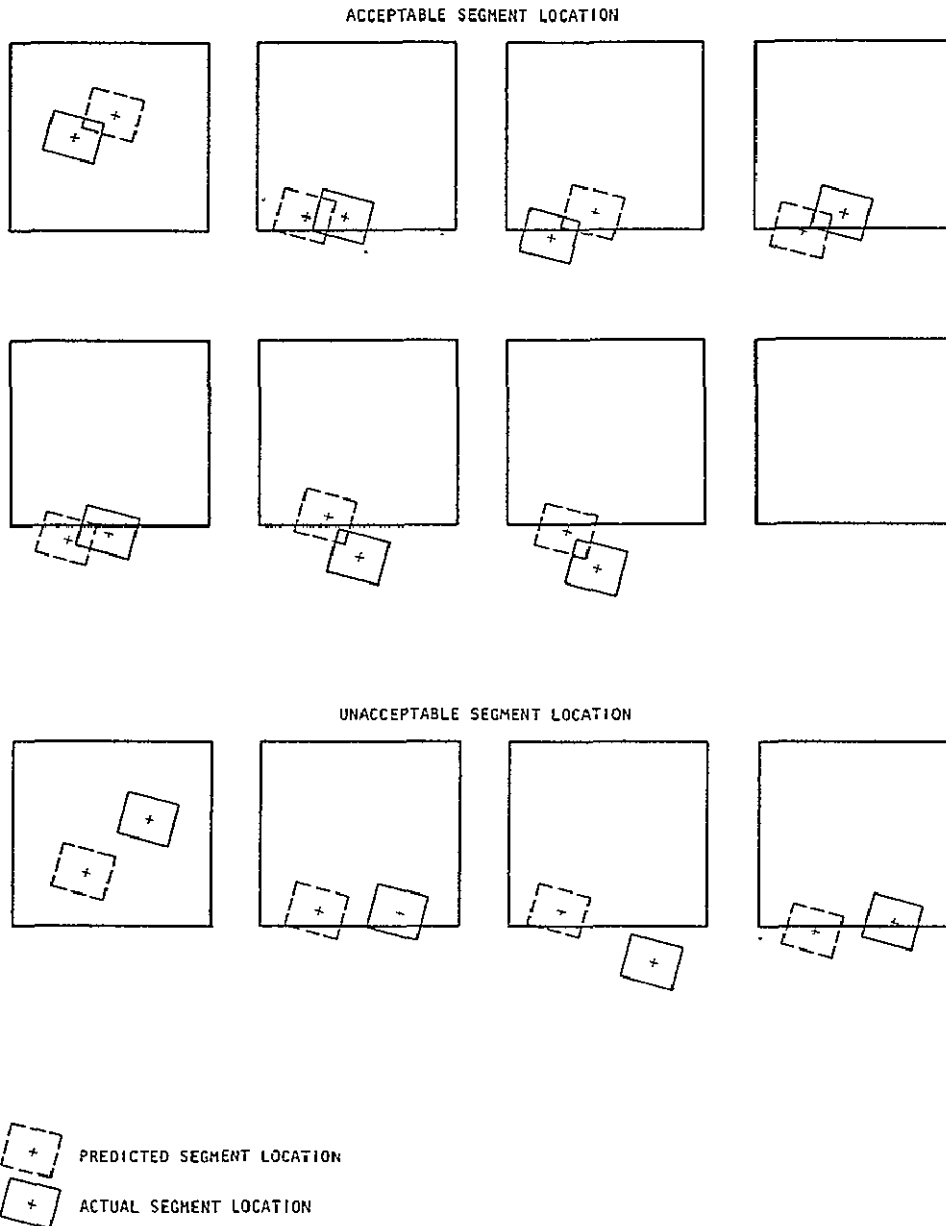 ACCEPTABLE SEGMENT LOCATION
UNACCEPTABLE SEGMENT LOCATION
PREDICTED SEGMENT LOCATION
ACTUAL SEGMENT LOCATION